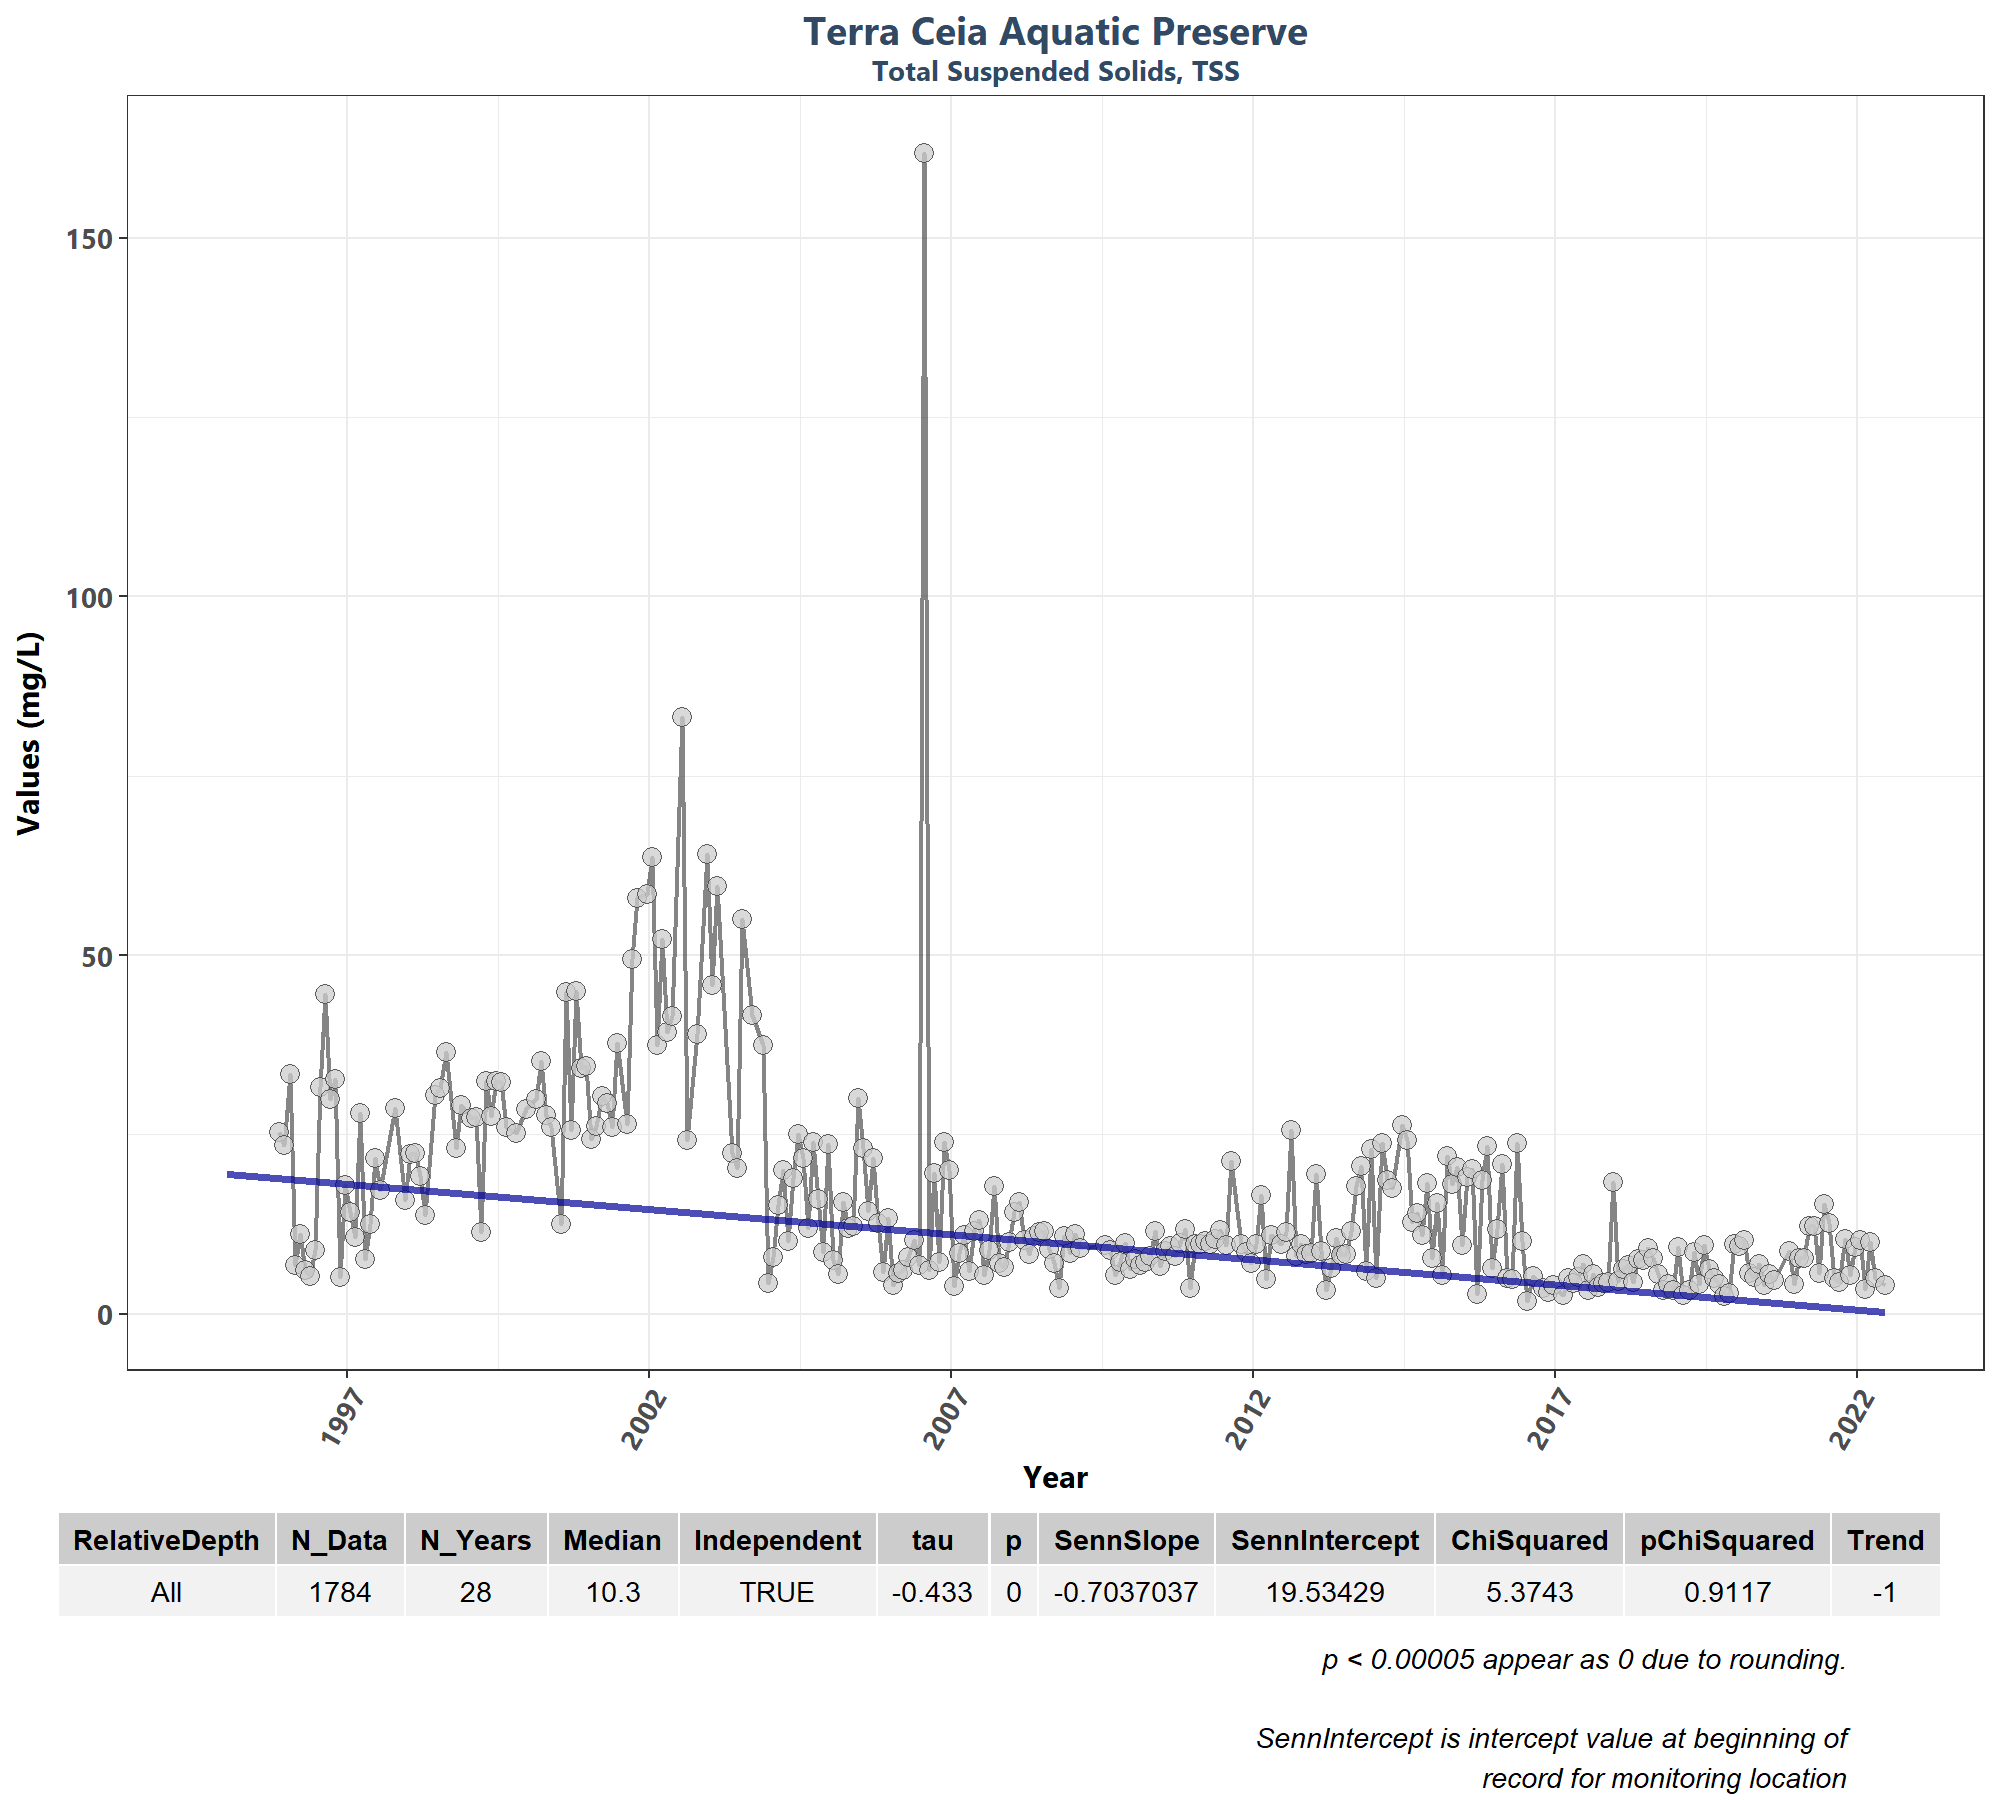 Terra Ceia Aquatic Preserve
Total Suspended Solids, TSS
Values (mg/L)
150
100
50
0
1997 2002 2007 2012 2017 2022
Year
RelativeDepth N_Data N_Years Median Independent tau p SennSlope SennIntercept ChiSquared pChiSquared Trend
All 1784 28 10.3 TRUE -0.433 0 -0.7037037 19.53429 5.3743 0.9117 -1
p < 0.00005 appear as 0 due to rounding.
SennIntercept is intercept value at beginning of
record for monitoring location